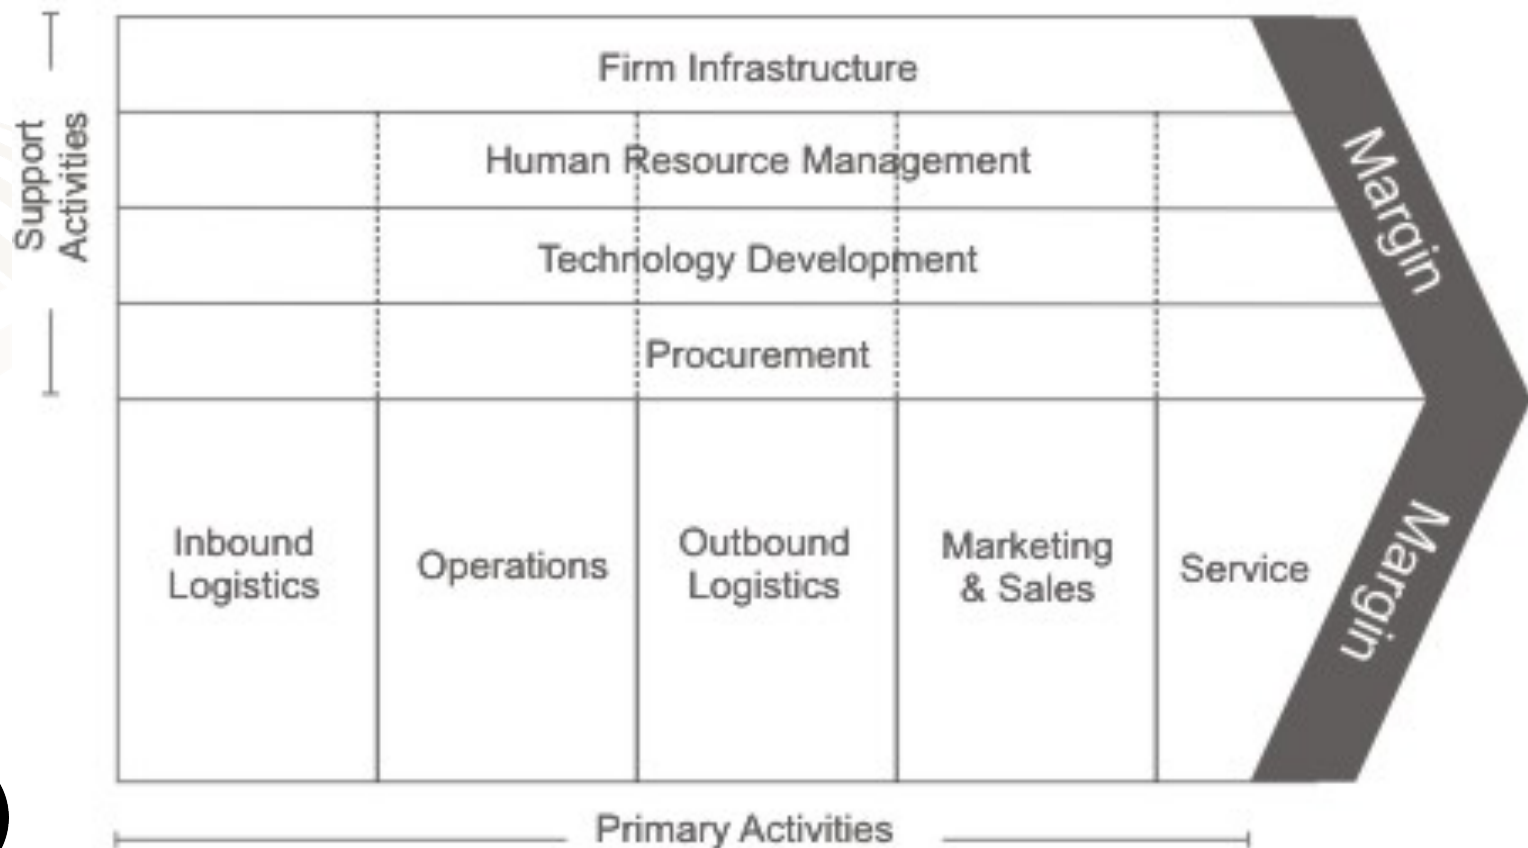 Support
Activities
Firm Infrastructure
Human Resource Management
Technology Development
Procurement
Margin
Inbound
Logistics
Operations
Outbound
Logistics
Marketing
& Sales
Service
Margin
Primary Activities